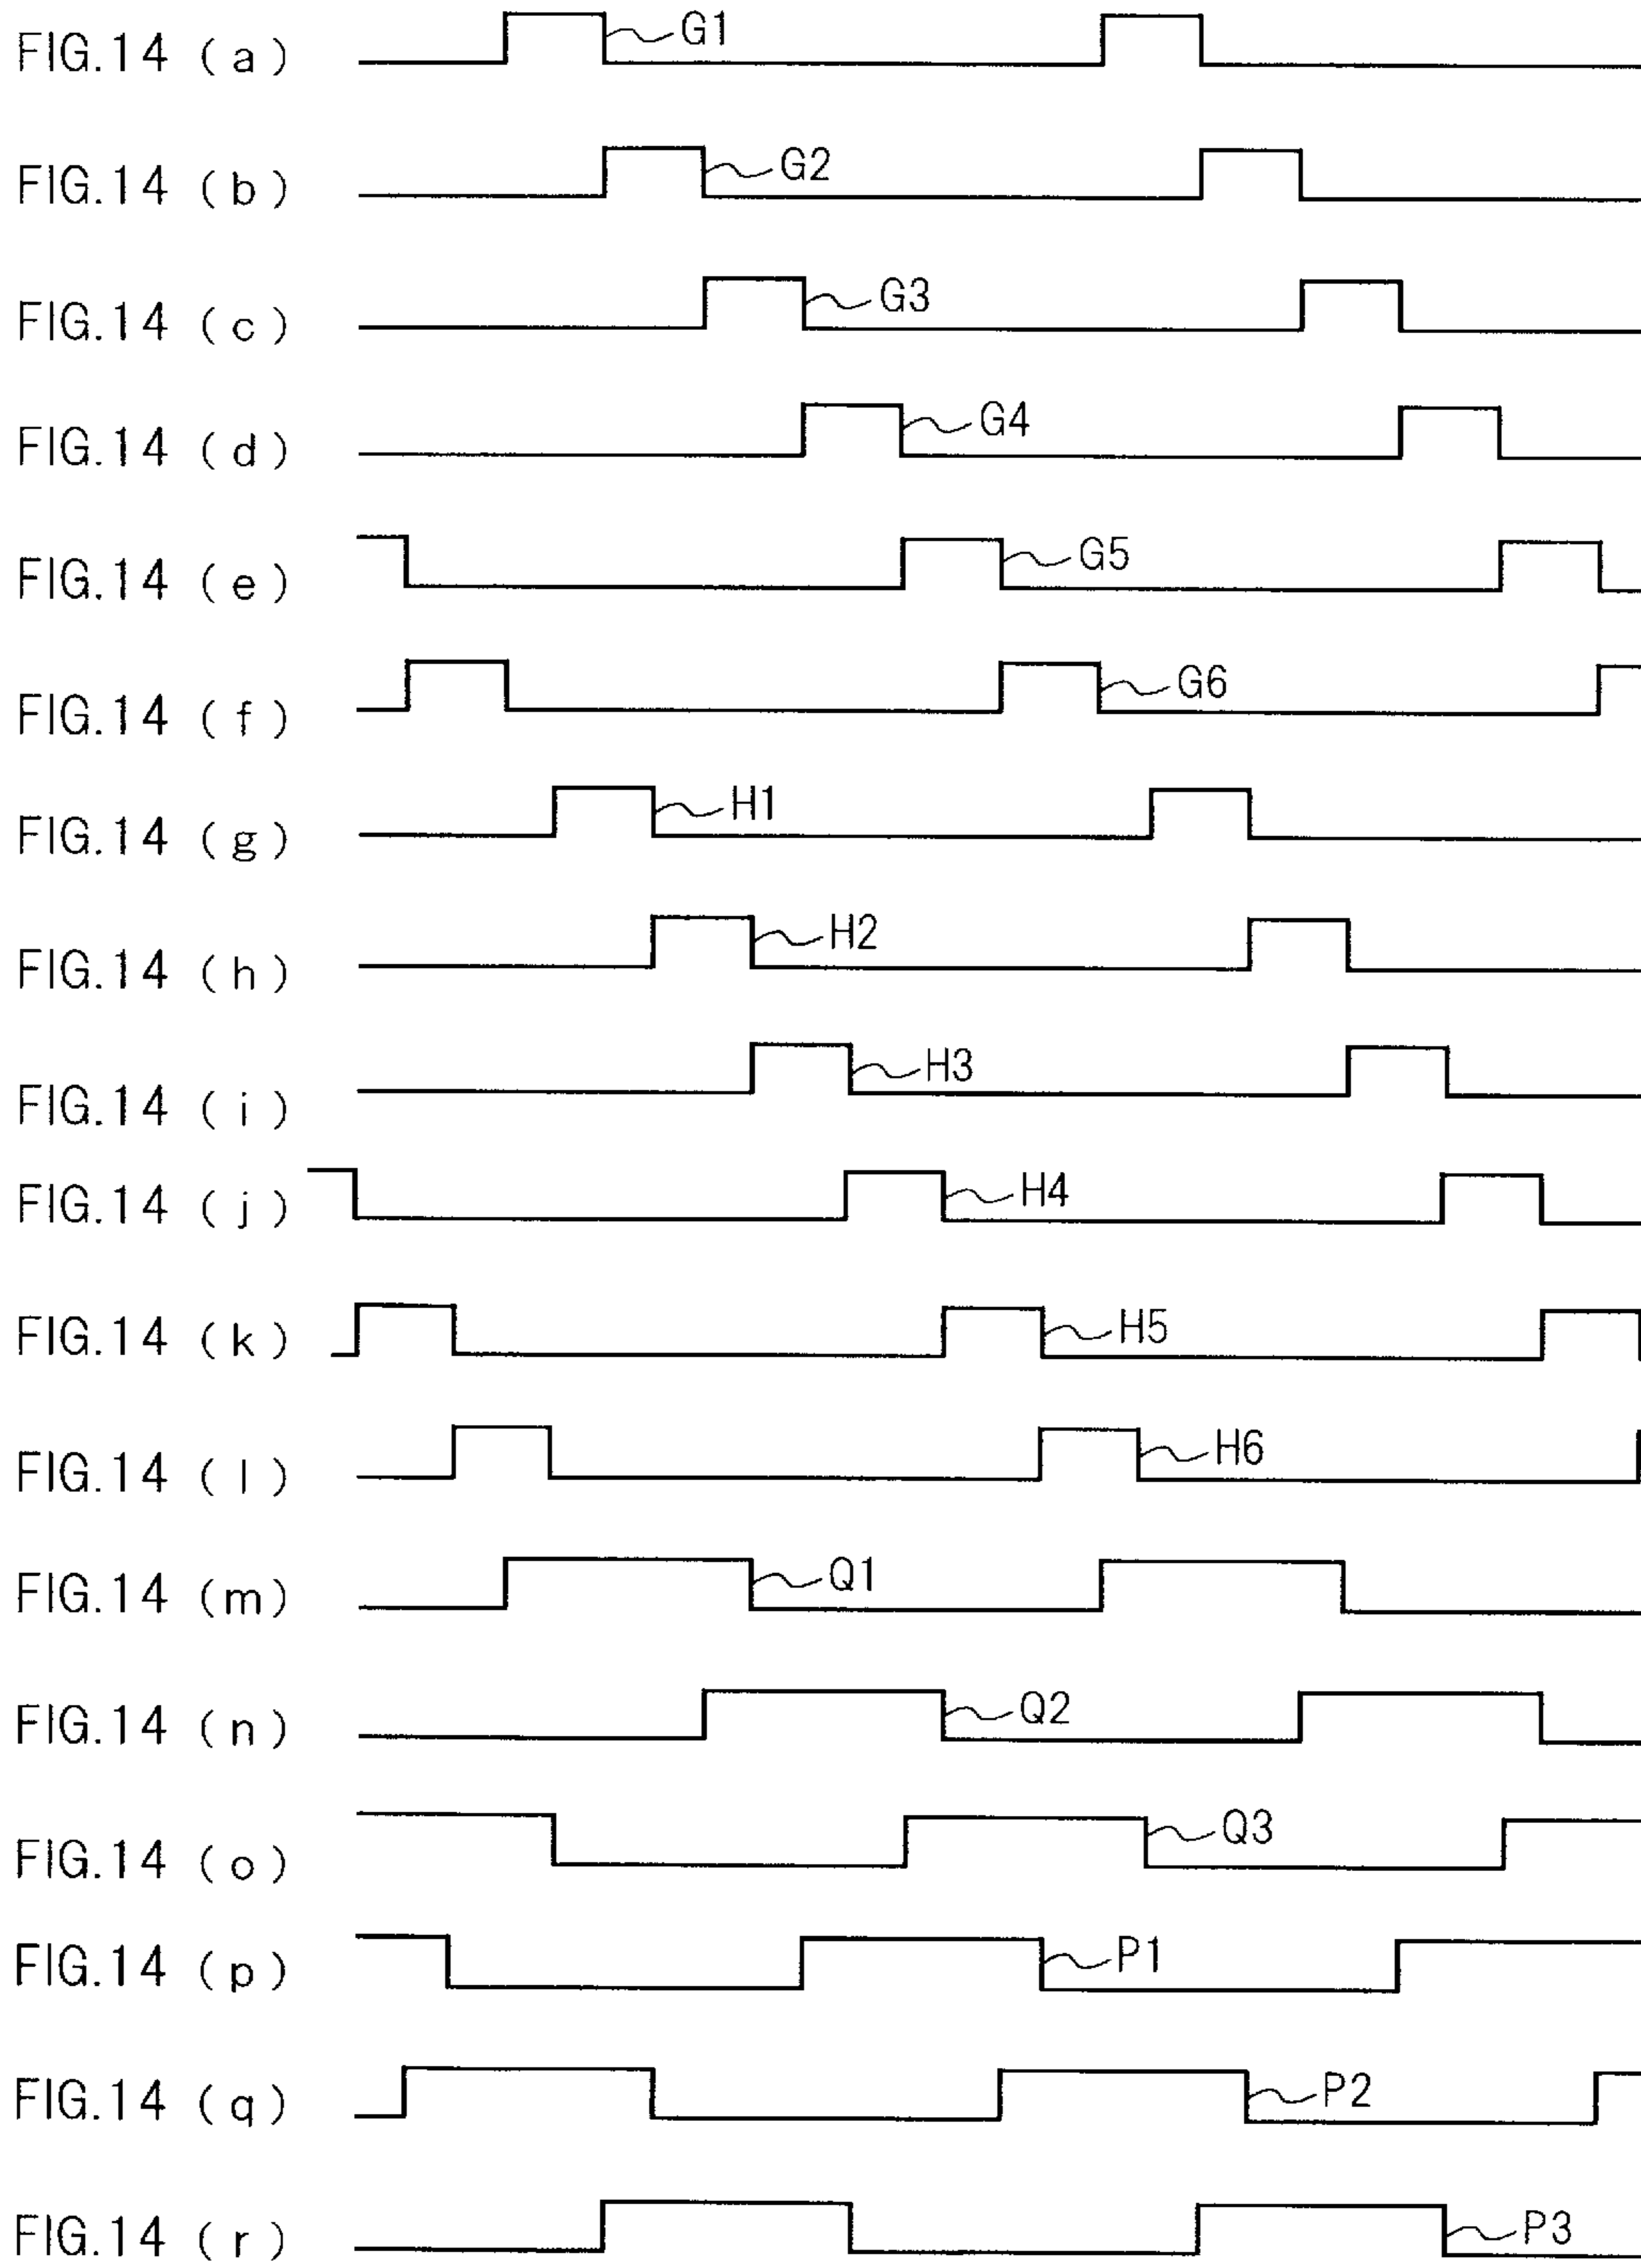 FIG.14 (a) G1
FIG.14 (b) G2
FIG.14 (c) G3
FIG.14 (d) G4
FIG.14 (e) G5
FIG.14 (f) G6
FIG.14 (g) H1
FIG.14 (h) H2
FIG.14 (i) H3
FIG.14 (j) H4
FIG.14 (k) H5
FIG.14 (l) H6
FIG.14 (m) Q1
FIG.14 (n) Q2
FIG.14 (o) Q3
FIG.14 (p) P1
FIG.14 (q) P2
FIG.14 (r) P3